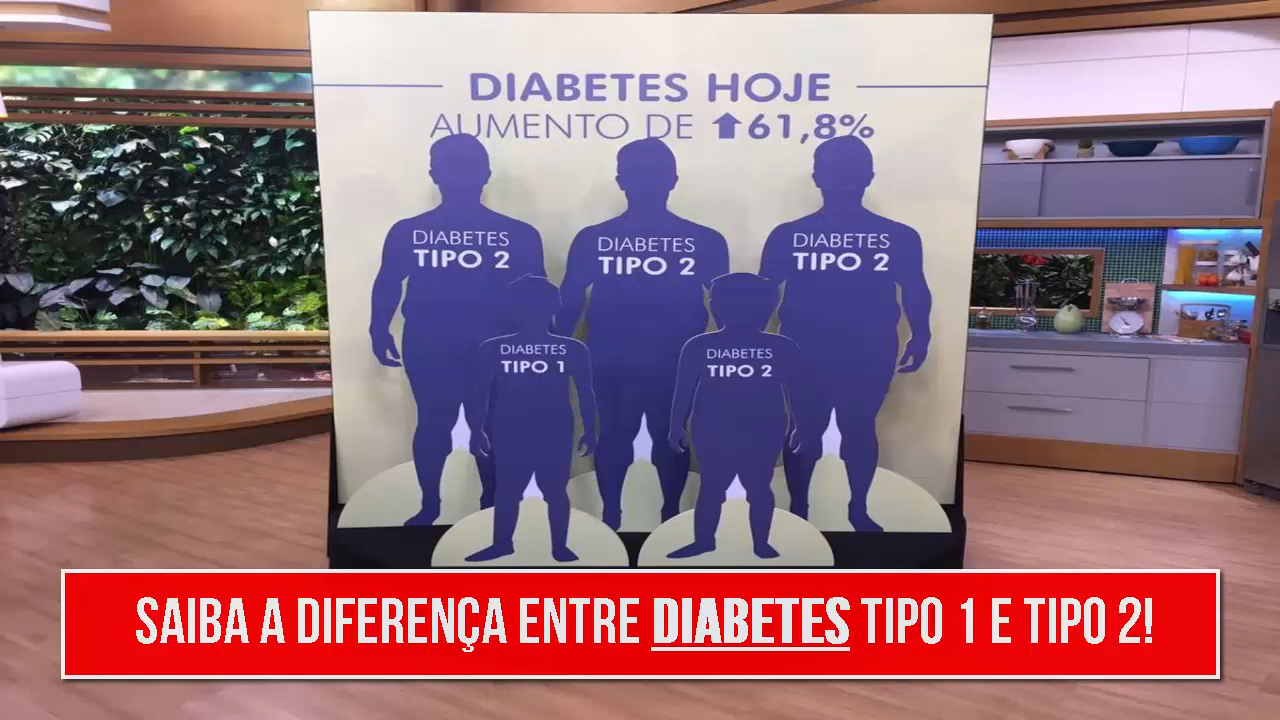 DIABETES HOJE
AUMENTO DE ⬆61,8%
DIABETES
TIPO 2
DIABETES
TIPO 2
DIABETES
TIPO 2
DIABETES
TIPO 1
DIABETES
TIPO 2
SAIBA A DIFERENÇA ENTRE DIABETES TIPO 1 E TIPO 2!